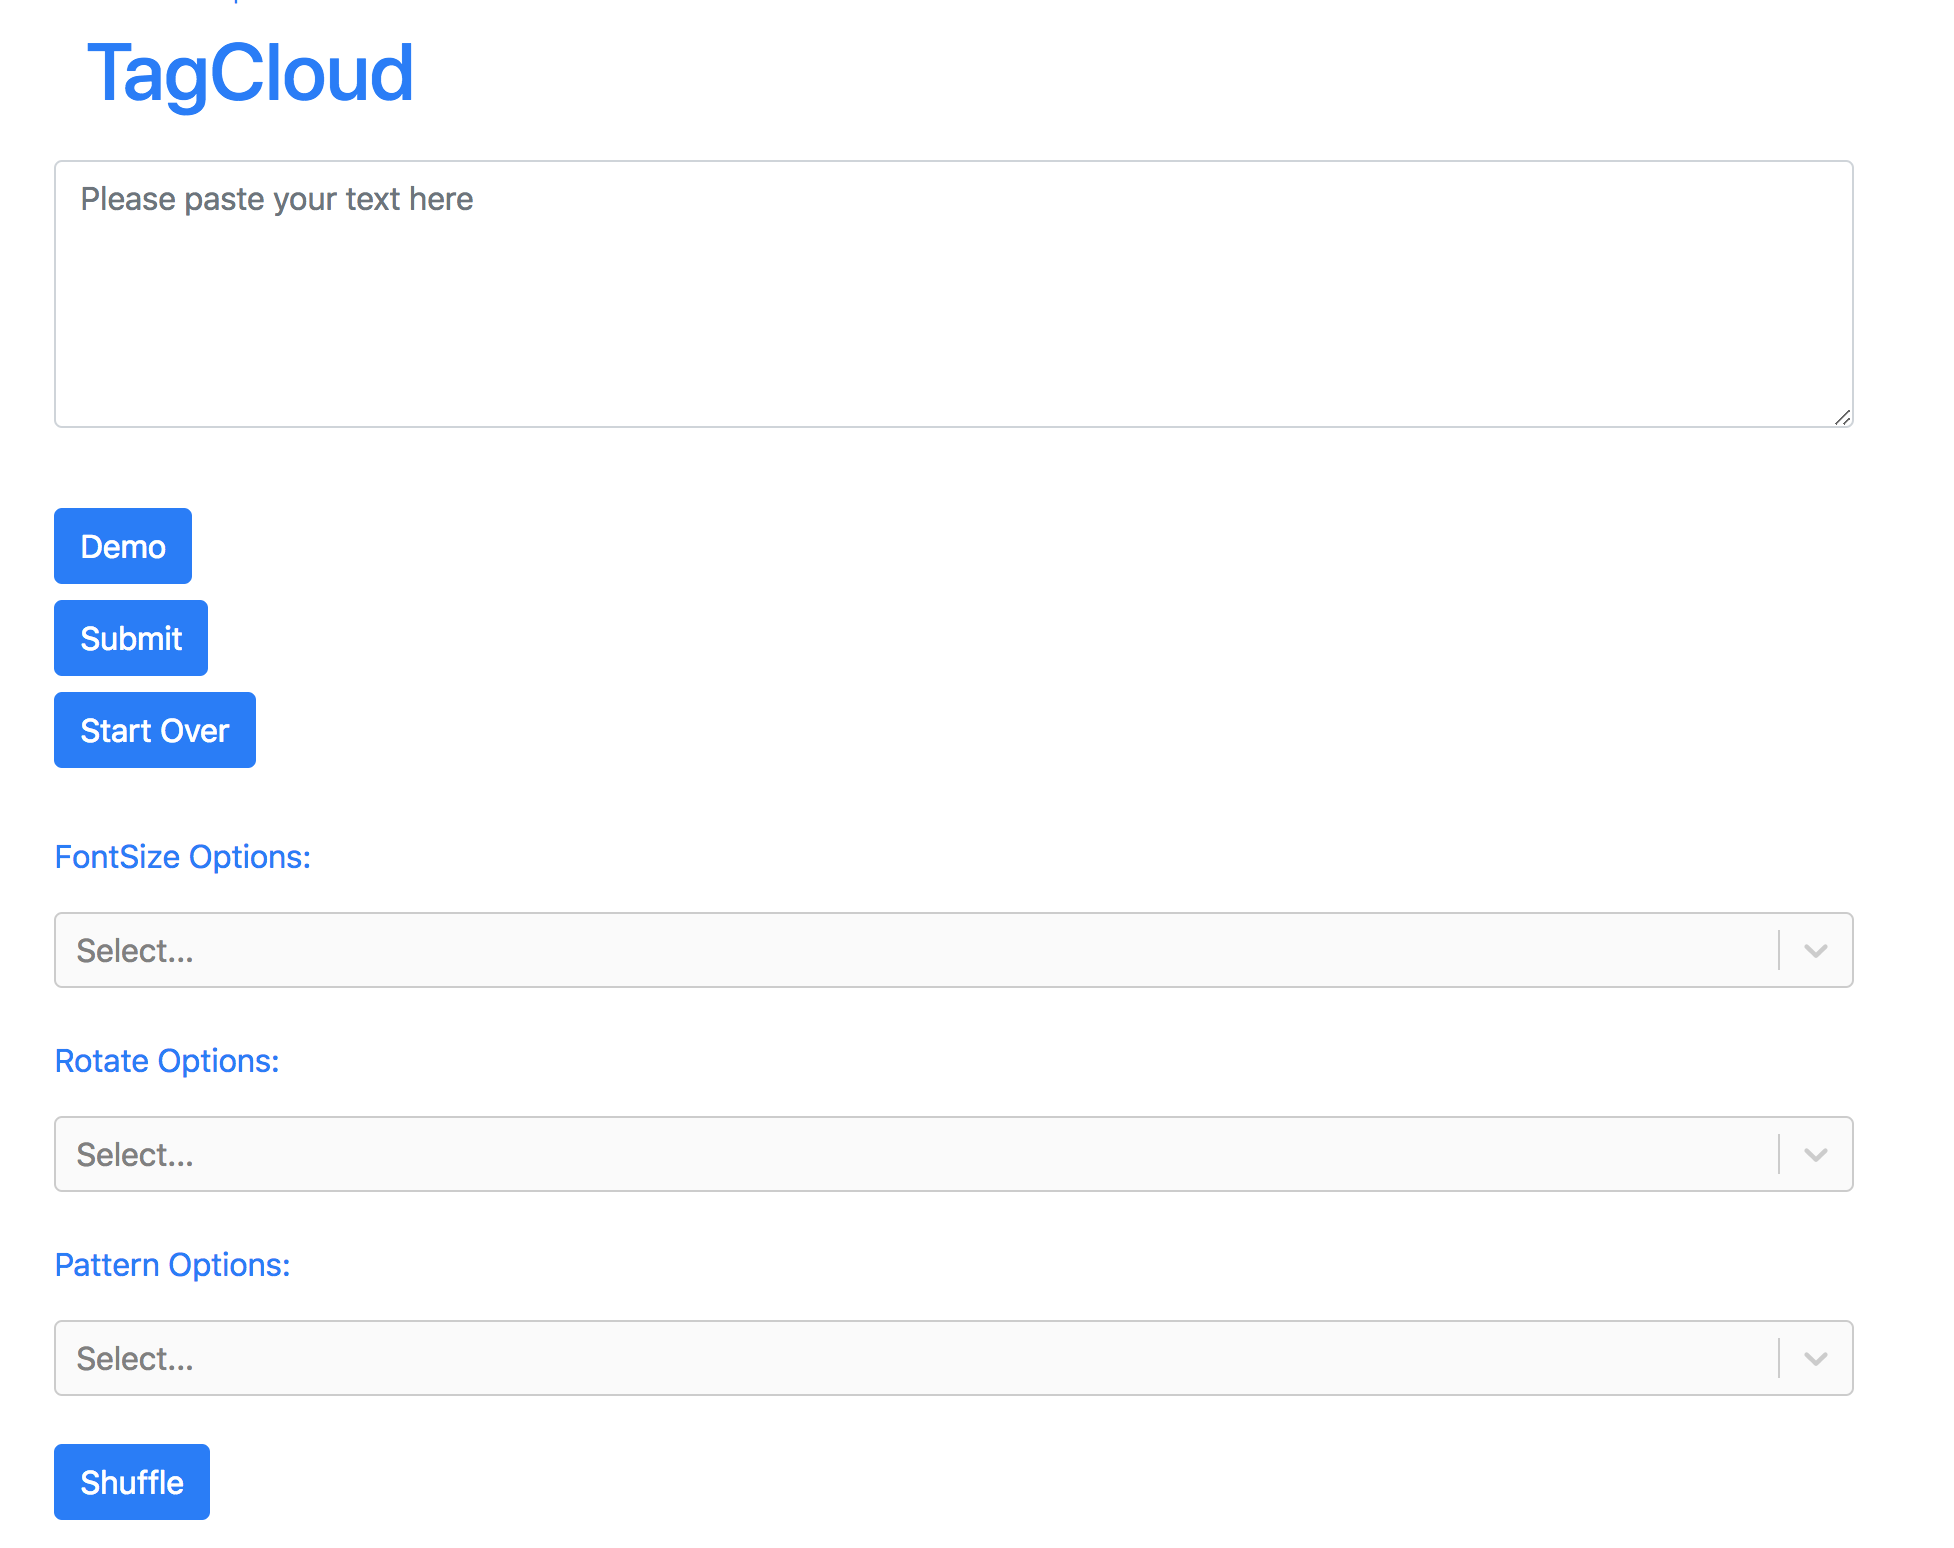 TagCloud
Please paste your text here
Demo
Submit
Start Over
FontSize Options:
Select...
Rotate Options:
Select...
Pattern Options:
Select...
Shuffle